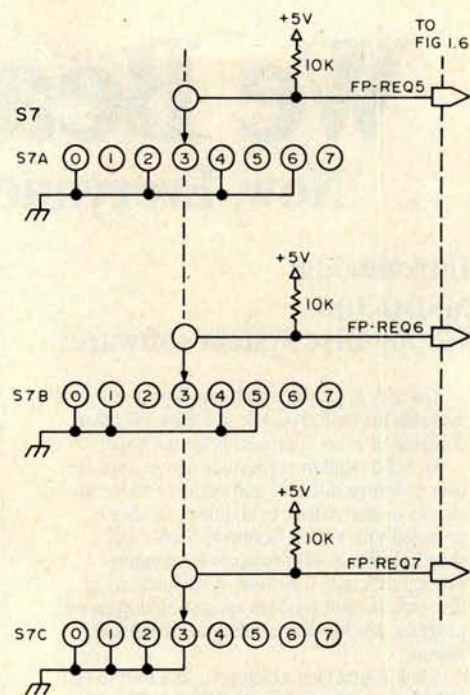 +5V
TO
FIG 1.6
10K
FP-REQ5
S7
S7A 0 1 2 3 4 5 6 7
+5V
10K
FP-REQ6
S7B 0 1 2 3 4 5 6 7
+5V
10K
FP-REQ7
S7C 0 1 2 3 4 5 6 7